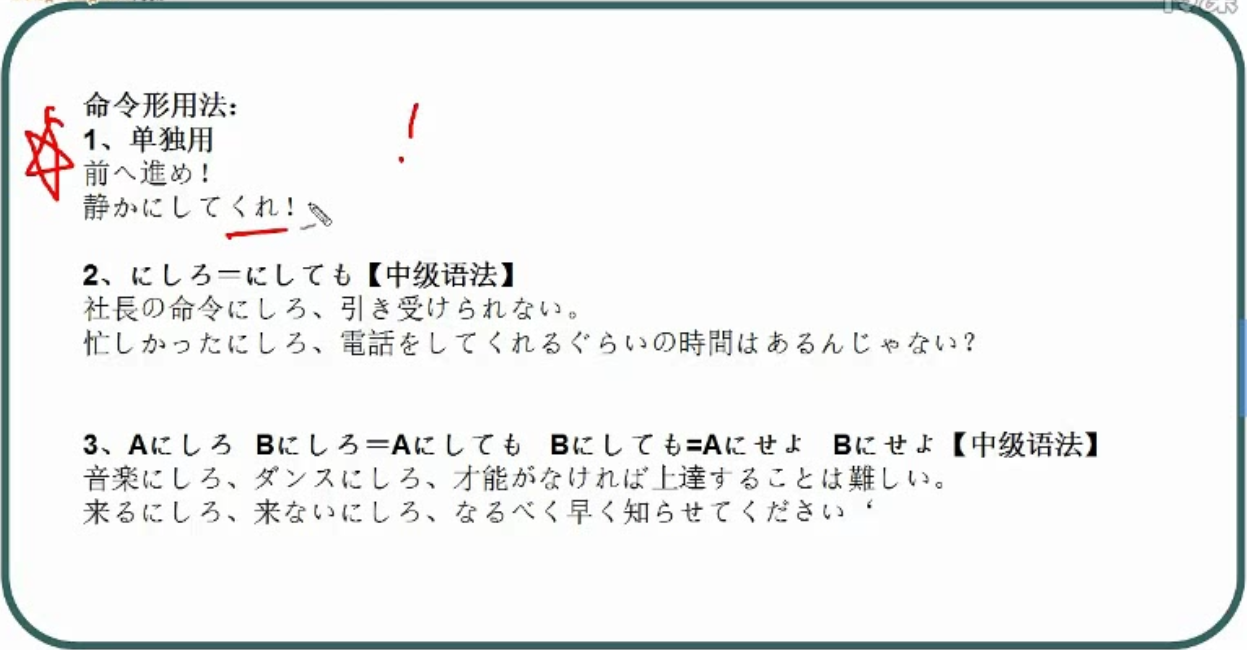 命令形用法：
1、单独用
前へ進め！
静かにしてくれ！
！
2、にしろ＝にしても【中级语法】
社長の命令にしろ、引き受けられない。
忙しかったにしろ、電話をしてくれるぐらいの時間はあるんじゃない？
3、Aにしろ Bにしろ＝Aにしても Bにしても=Aにせよ Bにせよ【中级语法】
音楽にしろ、ダンスにしろ、才能がなければ上達することは難しい。
来るにしろ、来ないにしろ、なるべく早く知らせてください‘